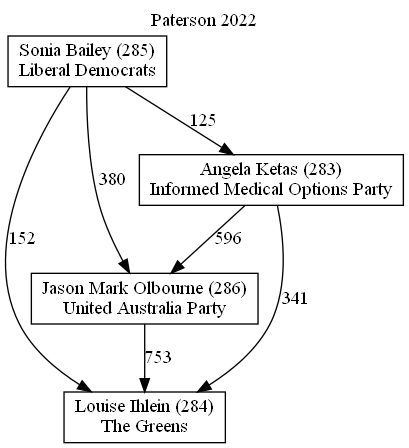 Paterson 2022
Sonia Bailey (285)
Liberal Democrats
125
Angela Ketas (283)
Informed Medical Options Party
380
152
596
Jason Mark Olbourne (286)
United Australia Party
341
753
Louise Ihlein (284)
The Greens